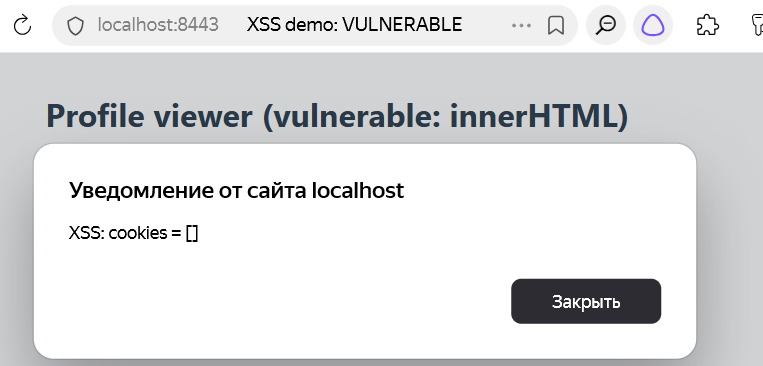 localhost:8443 XSS demo: VULNERABLE
Profile viewer (vulnerable: innerHTML)
Уведомление от сайта localhost
XSS: cookies = []
Закрыть